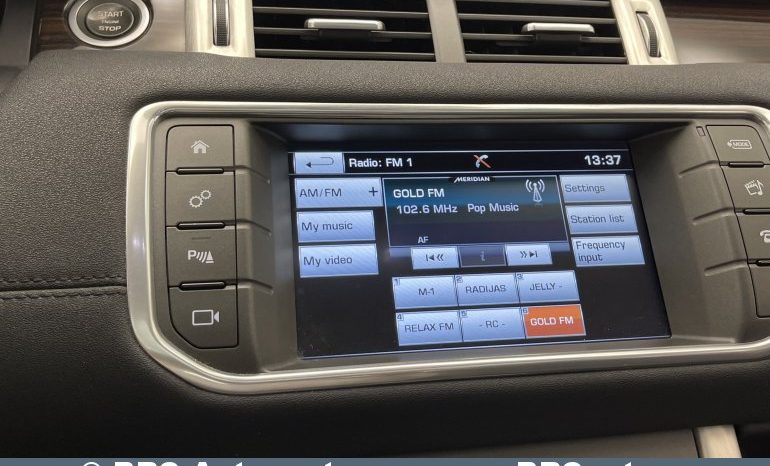 START
STOP
Radio: FM 1
13:37
MODE
AM/FM +
MERIDIAN
GOLD FM
Settings
102.6 MHz Pop Music
My music
Station list
AF
My video
i
Frequency
input
1 M-1
2 RADIJAS
3 JELLY -
4 RELAX FM
5 - RC -
6 GOLD FM
P